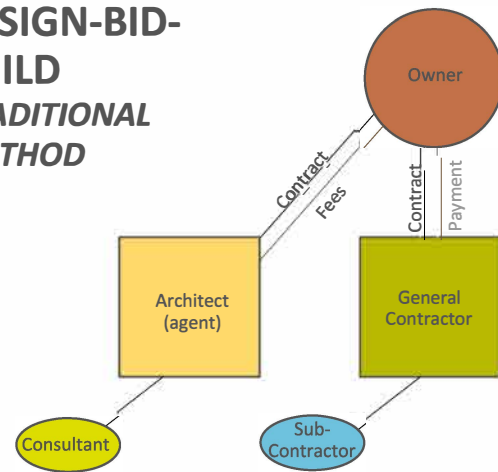 SIGN-BID-
ILD
ADITIONAL
THOD
Owner
Contract
Fees
Contract
Payment
Architect
(agent)
General
Contractor
Consultant
Sub-
Contractor